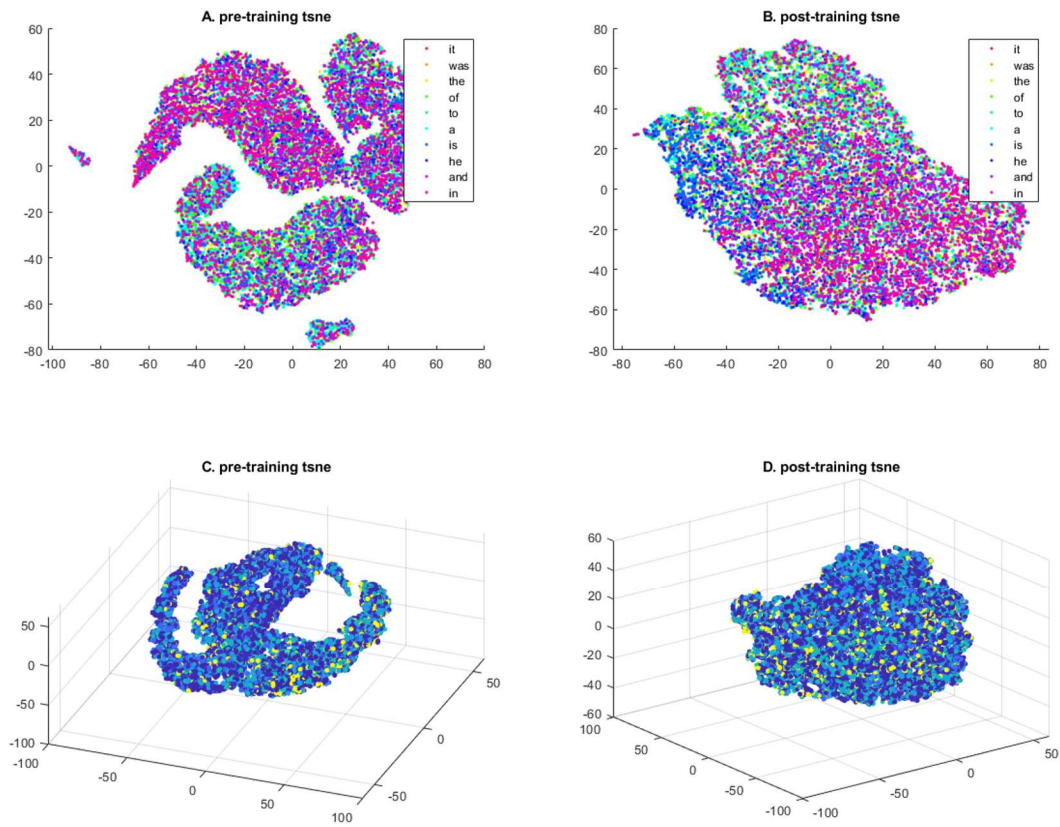 A. pre-training tsne
60
40
20
0
-20
-40
-60
-80
-100
-80
-60
-40
-20
0
20
40
60
80
it
was
the
of
to
a
is
he
and
in
B. post-training tsne
80
60
40
20
0
-20
-40
-60
-80
-80
-60
-40
-20
0
20
40
60
80
it
was
the
of
to
a
is
he
and
in
C. pre-training tsne
50
0
-50
-100
-100
-50
0
50
100
-50
0
50
D. post-training tsne
60
40
20
0
-20
-40
-60
100
50
0
-50
-100
-100
-50
0
50